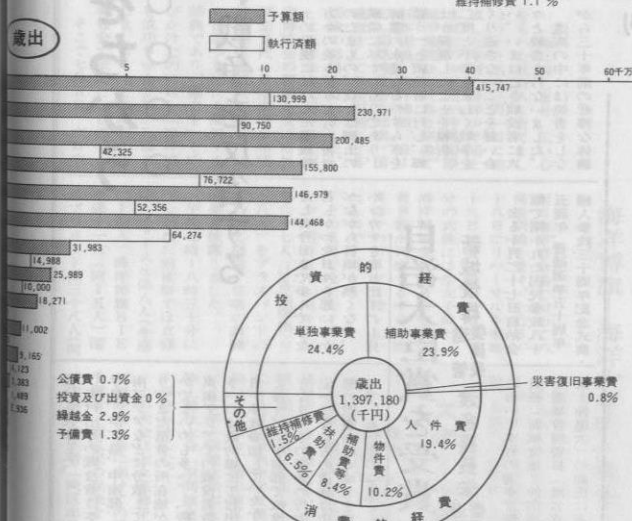 維持補修費 1.1 %
予算額
執行済額
歳出
5 10 20 30 40 50 60千万
415,747
130,999
230,971
90,750
200,485
42,325
155,800
76,722
146,979
52,356
144,468
64,274
31,983
14,988
25,989
10,000
18,271
11,002
9,165
投資的経費
単独事業費
24.4%
補助事業費
23.9%
災害復旧事業費
0.8%
歳出
1,397,180
(千円)
人件費
19.4%
物件費
10.2%
補助費等
8.4%
扶助費
6.5%
維持補修費
1.5%
その他
公債費 0.7%
投資及び出資金 0 %
繰越金 2.9%
予備費 1.3%
消 経費